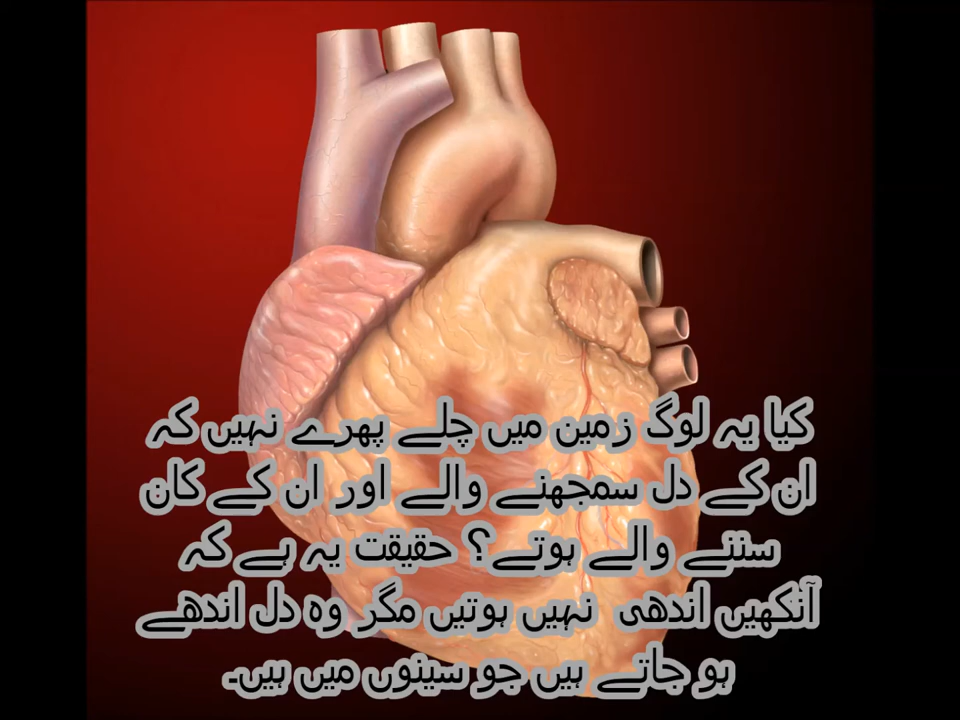 کیا یہ لوگ زمین میں چلے پھرے نہیں کہ
ان کے دل سمجھنے والے اور ان کے کان
سننے والے ہوتے؟ حقیقت یہ ہے کہ
آنکھیں اندھی نہیں ہوتیں مگر وہ دل اندھے
ہو جاتے ہیں جو سینوں میں ہیں۔